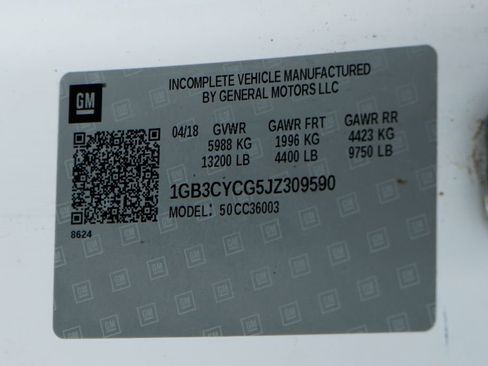 GM
INCOMPLETE VEHICLE MANUFACTURED
BY GENERAL MOTORS LLC
04/18 GVWR GAWR FRT GAWR RR
5988 KG 1996 KG 4423 KG
13200 LB 4400 LB 9750 LB
1GB3CYCG5JZ309590
MODEL: 50CC36003
8624